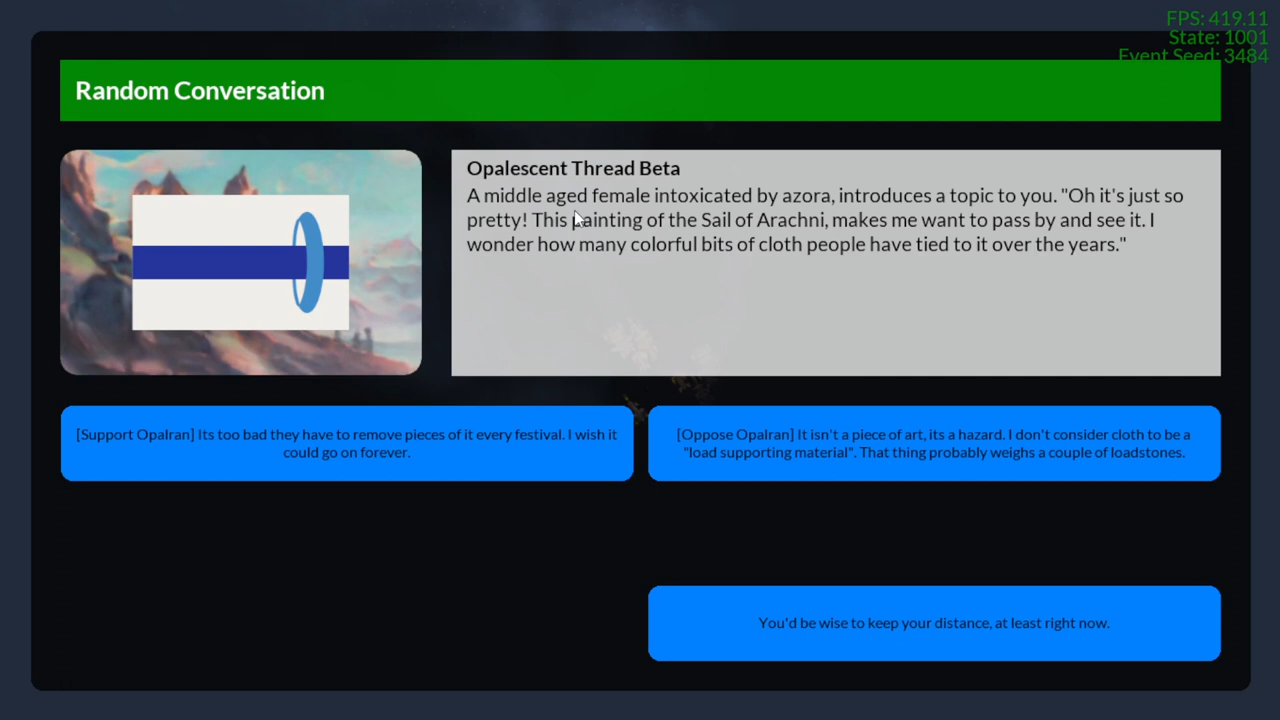 FPS: 419.11
State: 1001
Event Seed: 3484
Random Conversation
Opalescent Thread Beta
A middle aged female intoxicated by azora, introduces a topic to you. "Oh it's just so
pretty! This painting of the Sail of Arachni, makes me want to pass by and see it. I
wonder how many colorful bits of cloth people have tied to it over the years."
[Support Opalran] Its too bad they have to remove pieces of it every festival. I wish it
could go on forever.
[Oppose Opalran] It isn't a piece of art, its a hazard. I don't consider cloth to be a
"load supporting material". That thing probably weighs a couple of loadstones.
You'd be wise to keep your distance, at least right now.